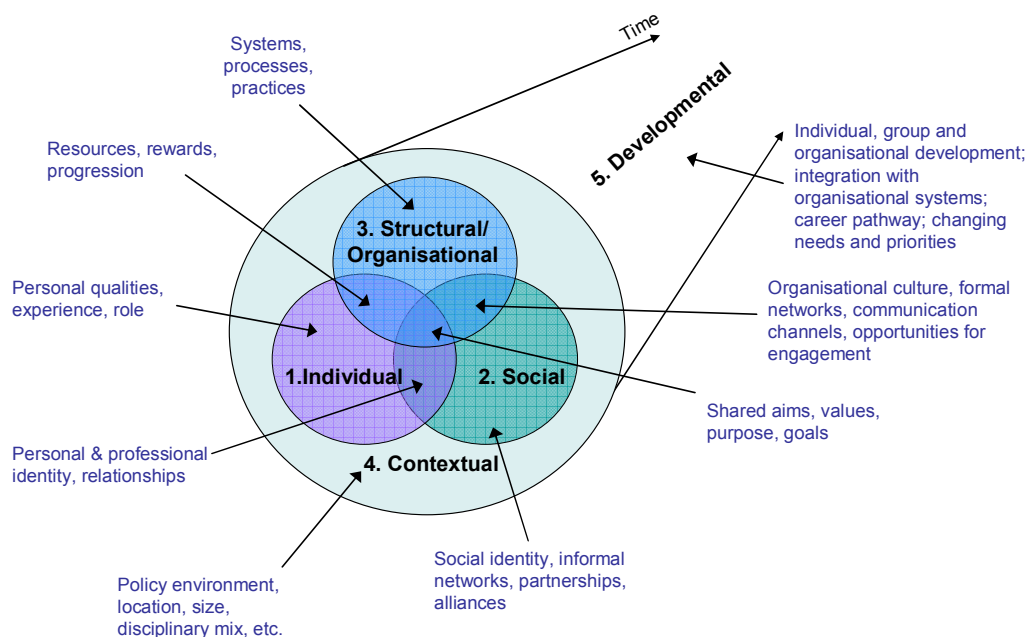 Time
Systems,
processes,
practices
5. Developmental
Individual, group and
organisational development;
integration with
organisational systems;
career pathway; changing
needs and priorities
Resources, rewards,
progression
3. Structural/
Organisational
Personal qualities,
experience, role
Organisational culture, formal
networks, communication
channels, opportunities for
engagement
1.Individual
2. Social
Shared aims, values,
purpose, goals
Personal & professional
identity, relationships
4. Contextual
Social identity, informal
networks, partnerships,
alliances
Policy environment,
location, size,
disciplinary mix, etc.